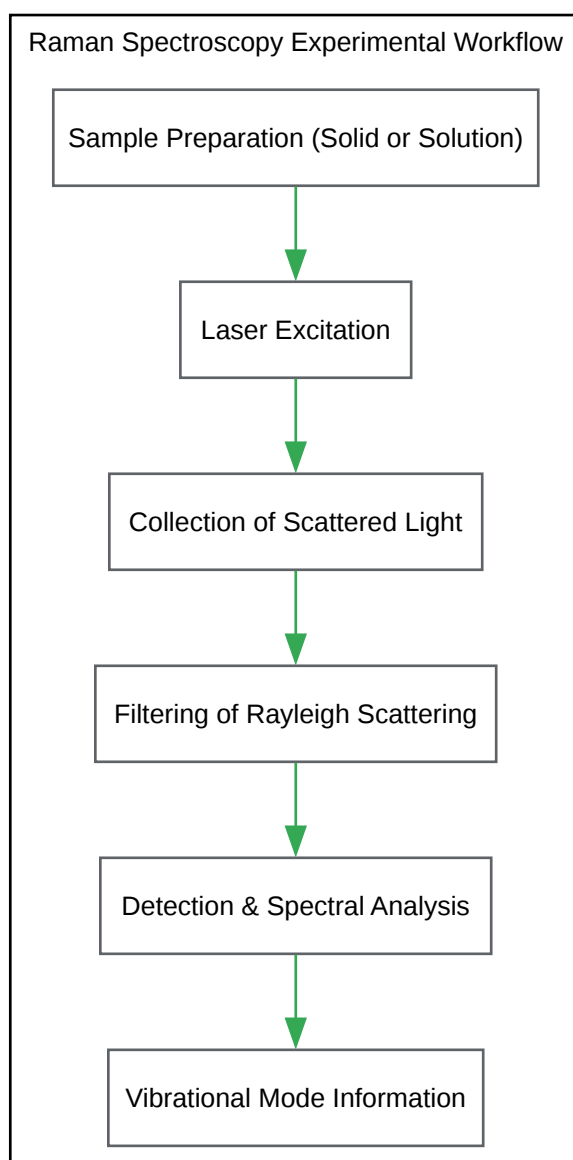 Raman Spectroscopy Experimental Workflow
Sample Preparation (Solid or Solution)
Laser Excitation
Collection of Scattered Light
Filtering of Rayleigh Scattering
Detection & Spectral Analysis
Vibrational Mode Information